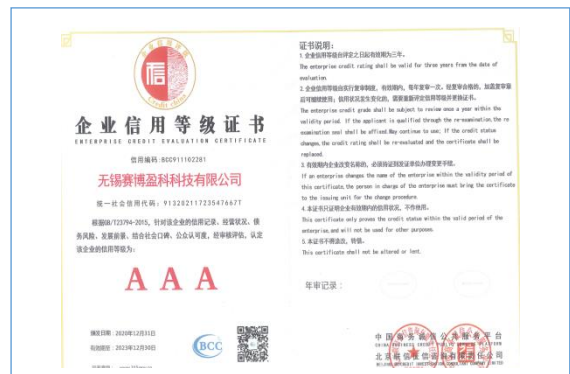 企业信用等级证书
ENTERPRISE CREDIT EVALUATION CERTIFICATE
信用编码:BCC911102281
无锡赛博盈科科技有限公司
统一社会信用代码:91320211723547667T
根据GB/T23794-2015,针对该企业的信用记录、经营状况、债
务风险、发展前景、结合社会口碑、公众认可度,经审核评估,认定
该企业的信用等级为:
AAA
颁发日期:2020年12月31日
有效期至:2023年12月30日
BCC
证书说明:
1.企业信用等级自评定之日起有效期为三年。
The enterprise credit rating shall be valid for three years from the date of
evaluation
2.企业信用等级自实行复审制度,有效期内,每年复审一次,经复审合格的,加盖复审章
后可继续使用;信用状况发生变化的,需要重新评定信用等级并更换证书。
The enterprise credit grade shall be subject to review once a year within the
validity period. If the applicant is qualified through the re-examination, the re
examination seal shall be affixed. May continue to use; If the credit status
changes, the credit rating shall be re-evaluated and the certificate shall be
replaced.
3.有效期内企业改变名称的,必须持证到发证单位办理变更手续。
If an enterprise changes the name of the enterprise within the validity period of
this certificate, the person in charge of the enterprise must bring the certificate
to the issuing unit for the change procedure.
4.本证书只证明企业有效期内的信用状况,不作他用。
This certificate only proves the credit status within the valid period of the
enterprise, and will not be used for other purposes.
5.本证书不得涂改,转借。
This certificate shall not be altered or lent.
年审记录:
中国商务诚信公共服务平台